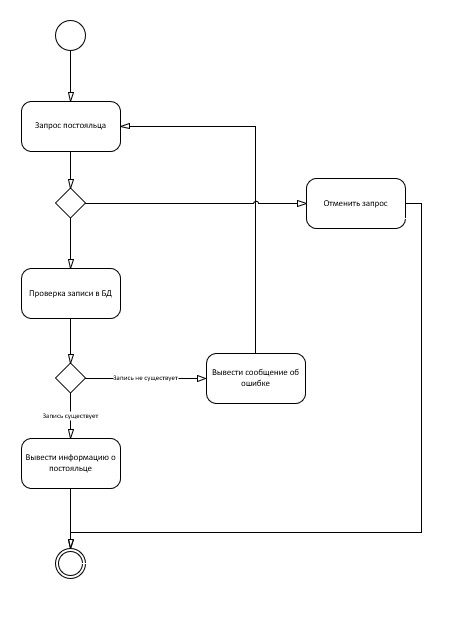 Запрос постояльца
Отменить запрос
Проверка записи в БД
Запись не существует
Вывести сообщение об
ошибке
Запись существует
Вывести информацию о
постояльце